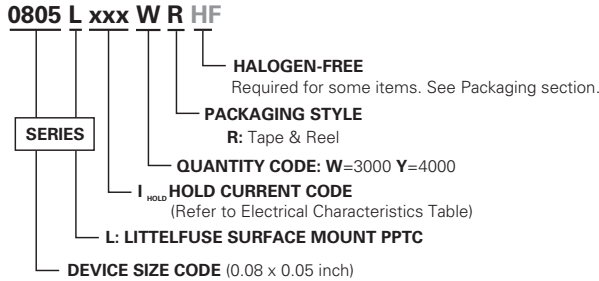 0805 L xxx W R HF
HALOGEN-FREE
Required for some items. See Packaging section.
PACKAGING STYLE
R: Tape & Reel
SERIES
QUANTITY CODE: W=3000 Y=4000
I HOLD HOLD CURRENT CODE
(Refer to Electrical Characteristics Table)
L: LITTELFUSE SURFACE MOUNT PPTC
DEVICE SIZE CODE (0.08 x 0.05 inch)